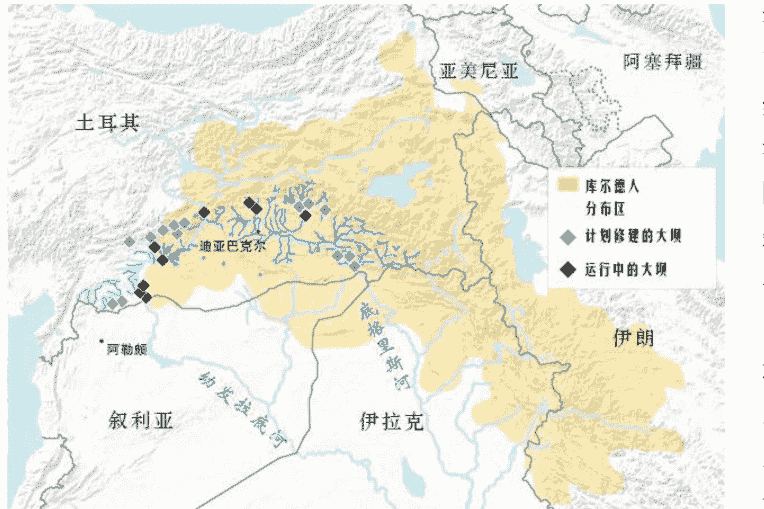 亚美尼亚
阿塞拜疆
土耳其
库尔德人
分布区
计划修建的大坝
运行中的大坝
迪亚巴克尔
底格里斯河
伊朗
阿勒颇
幼发拉底河
叙利亚
伊拉克